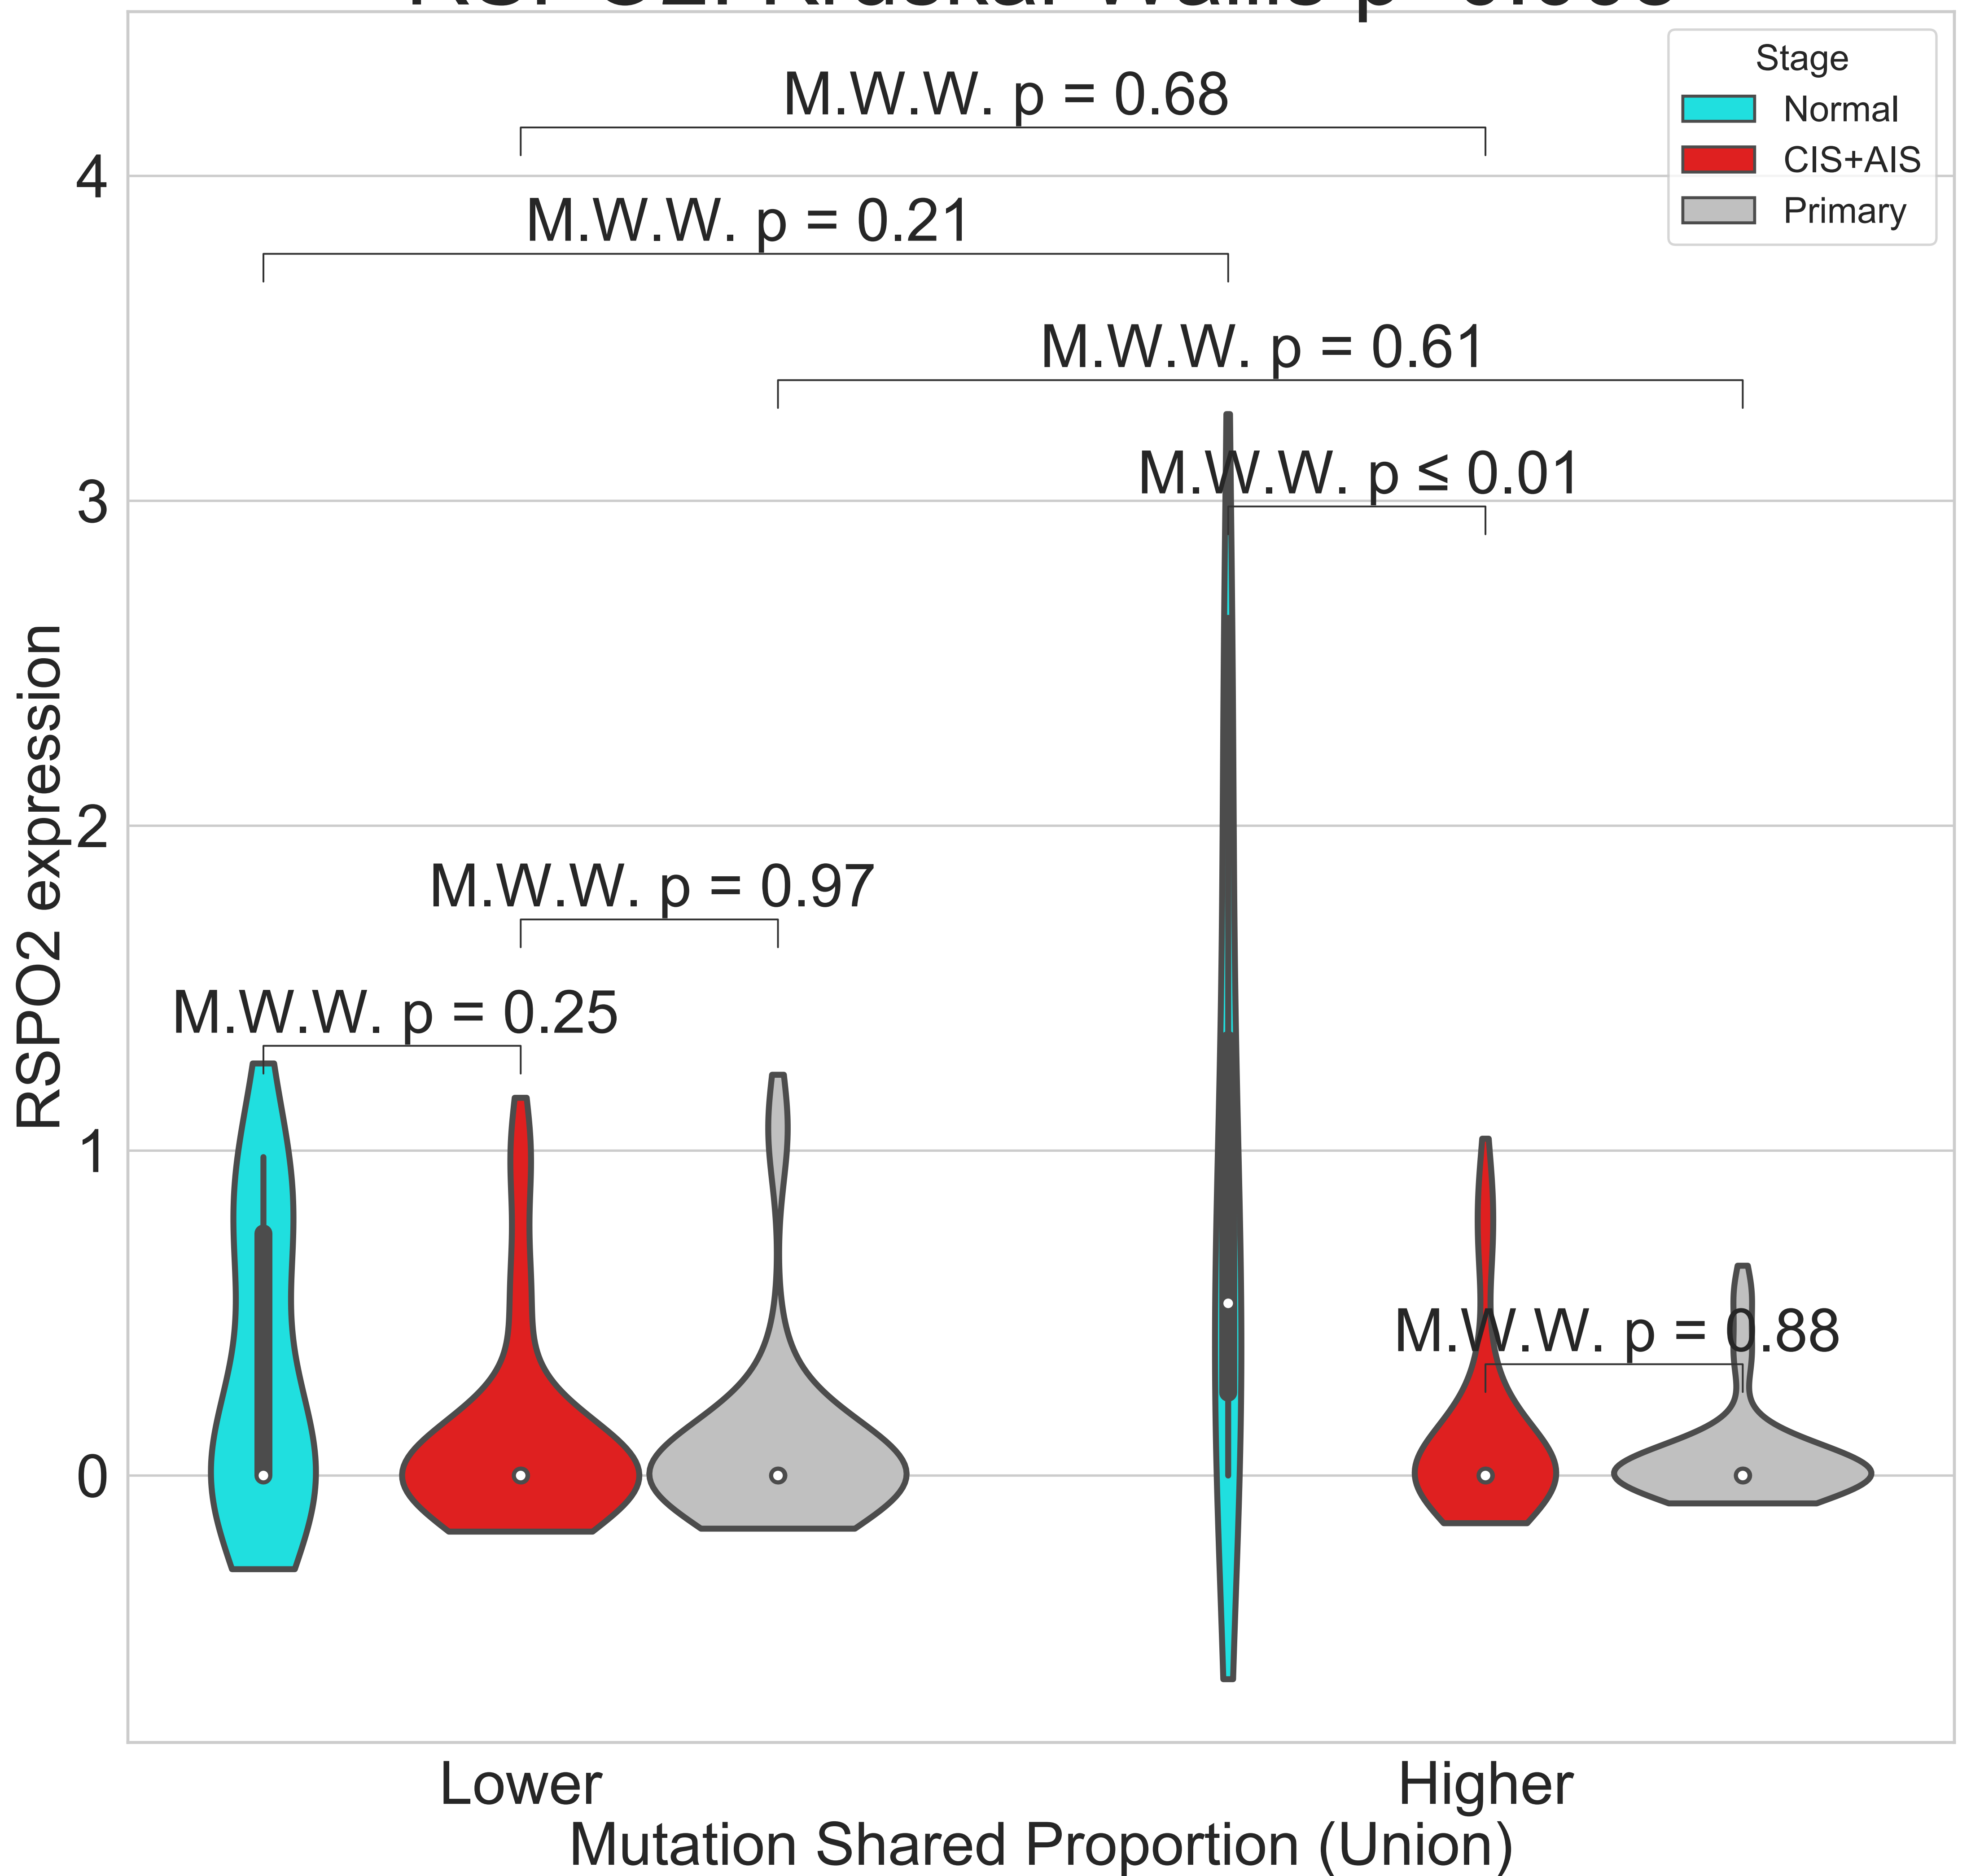 Stage
Normal
CIS+AIS
Primary
M.W.W. p = 0.68
M.W.W. p = 0.21
M.W.W. p = 0.61
M.W.W. p ≤ 0.01
M.W.W. p = 0.97
M.W.W. p = 0.25
M.W.W. p = 0.88
4
3
2
1
0
RSPO2 expression
Lower
Higher
Mutation Shared Proportion (Union)